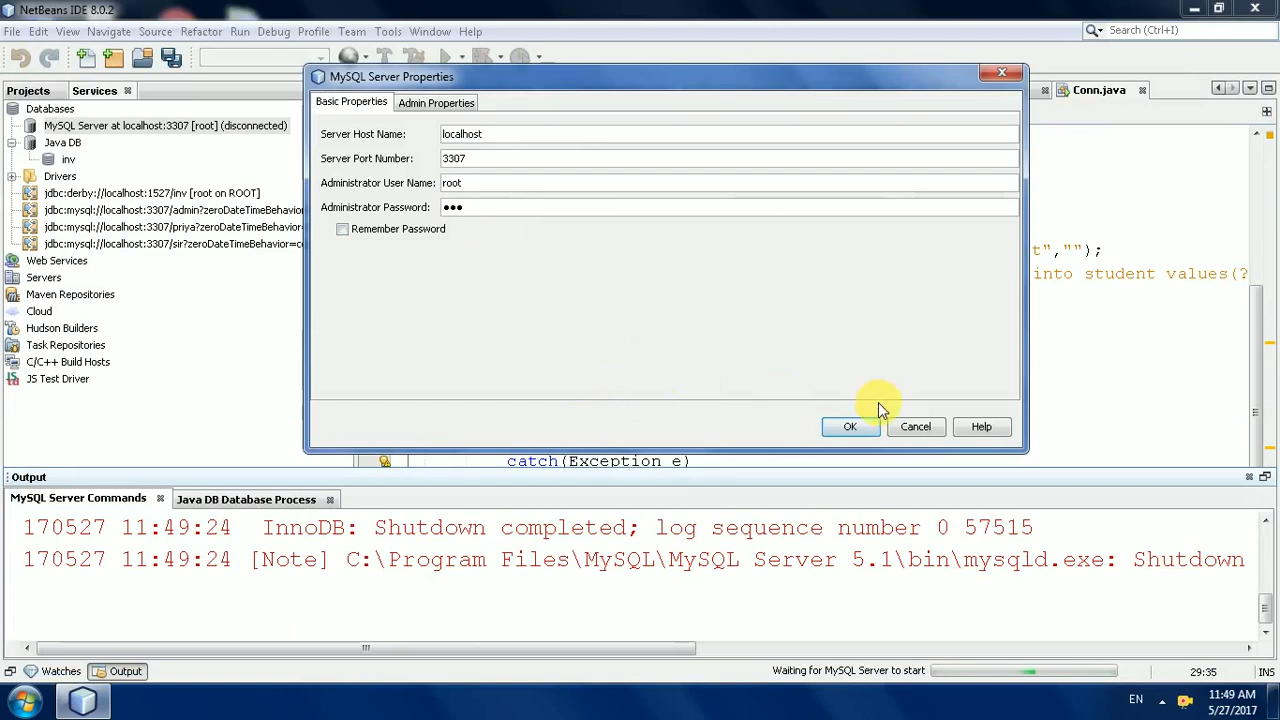 NetBeans IDE 8.0.2
File Edit View Navigate Source Refactor Run Debug Profile Team Tools Window Help
Search (Ctrl+I)
MySQL Server Properties
Projects Services
Conn.java
Basic Properties Admin Properties
Databases
MySQL Server at localhost:3307 [root] (disconnected)
Java DB
inv
Drivers
jdbc:derby://localhost:1527/inv [root on ROOT]
jdbc:mysql://localhost:3307/admin?zeroDateTimeBehavior
jdbc:mysql://localhost:3307/priya?zeroDateTimeBehavior=
jdbc:mysql://localhost:3307/sir?zeroDateTimeBehavior=co
Web Services
Servers
Maven Repositories
Cloud
Hudson Builders
Task Repositories
C/C++ Build Hosts
JS Test Driver
Server Host Name: localhost
Server Port Number: 3307
Administrator User Name: root
Administrator Password: •••
Remember Password
OK Cancel Help
t","");
into student values(?
catch(Exception e)
Output
MySQL Server Commands Java DB Database Process
170527 11:49:24 InnoDB: Shutdown completed; log sequence number 0 57515
170527 11:49:24 [Note] C:\Program Files\MySQL\MySQL Server 5.1\bin\mysqld.exe: Shutdown
Watches Output
Waiting for MySQL Server to start
29:35 INS
EN
11:49 AM
5/27/2017